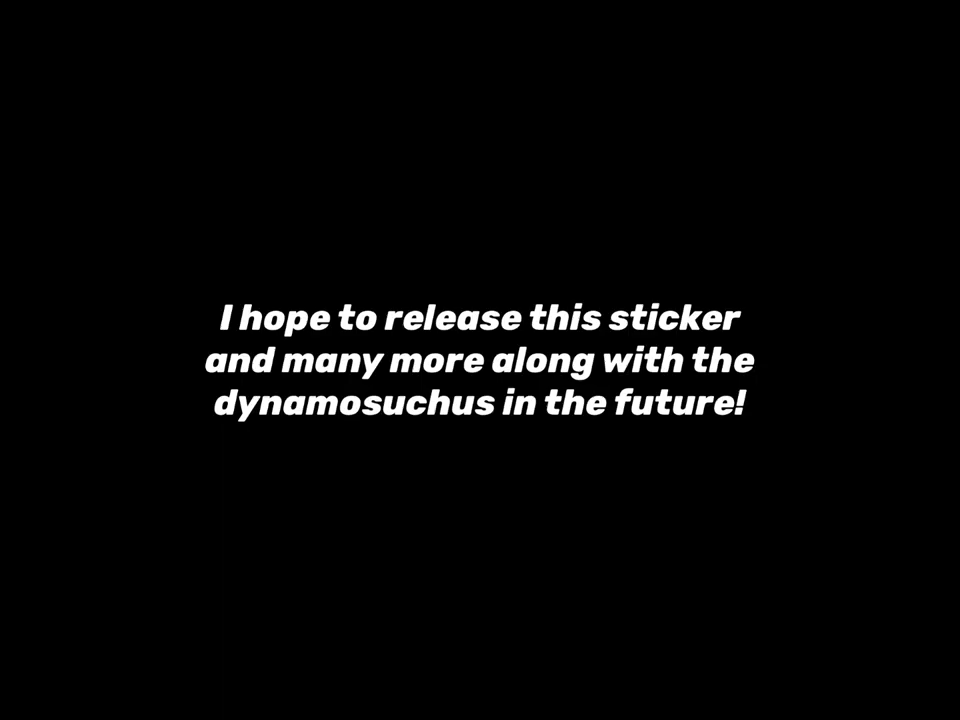 I hope to release this sticker
and many more along with the
dynamosuchus in the future!